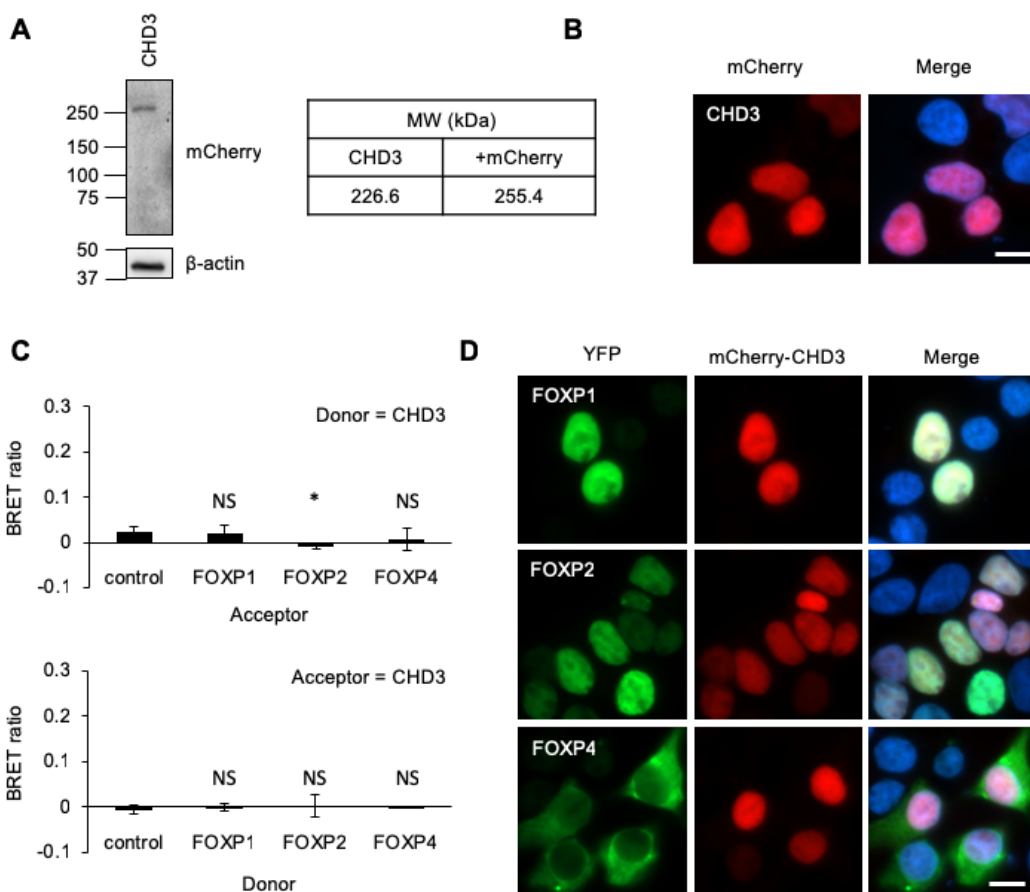 A
CHD3
250
150
100
75
mCherry
50
37
β-actin
MW (kDa)
CHD3 +mCherry
226.6 255.4
B
mCherry Merge
CHD3
C
0.3
0.2
0.1
0
-0.1
BRET ratio
Donor = CHD3
NS * NS
control FOXP1 FOXP2 FOXP4
Acceptor
0.3
0.2
0.1
0
-0.1
BRET ratio
Acceptor = CHD3
NS NS NS
control FOXP1 FOXP2 FOXP4
Donor
D
YFP mCherry-CHD3 Merge
FOXP1
FOXP2
FOXP4